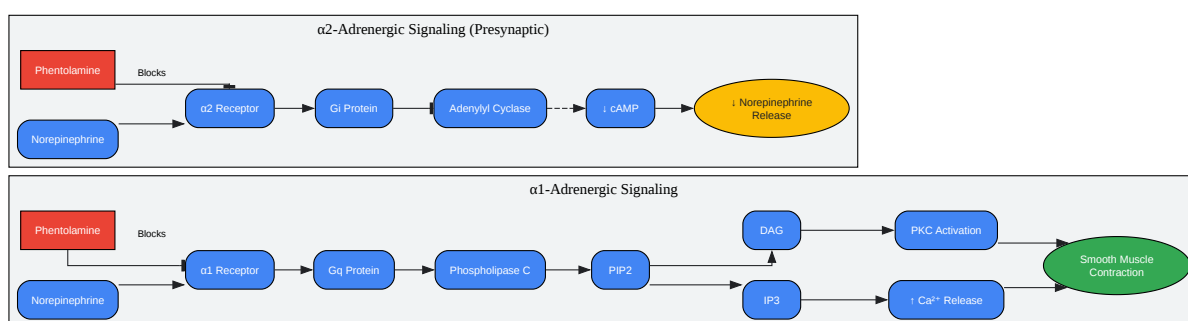 α2-Adrenergic Signaling (Presynaptic)
Phentolamine
Blocks
α2 Receptor
Gi Protein
Adenylyl Cyclase
↓ cAMP
↓ Norepinephrine
Release
Norepinephrine
α1-Adrenergic Signaling
Phentolamine
Blocks
DAG
PKC Activation
α1 Receptor
Gq Protein
Phospholipase C
PIP2
Smooth Muscle
Contraction
Norepinephrine
IP3
↑ Ca²⁺ Release